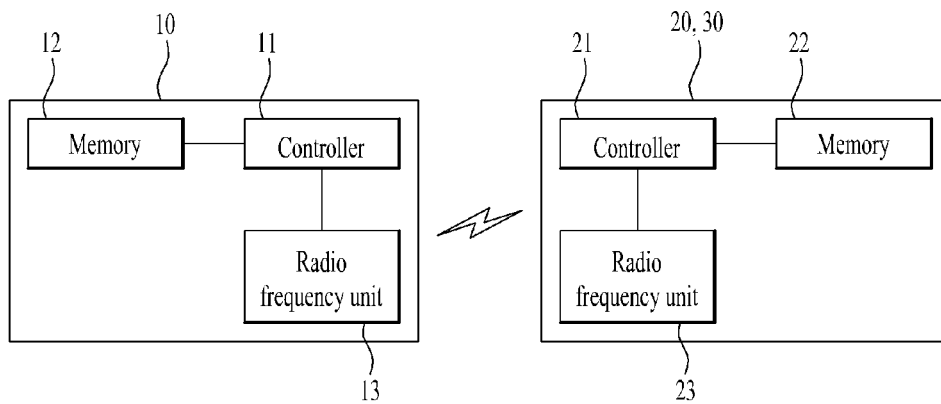 12
10
11
20, 30
21
22
Memory
Controller
Controller
Memory
Radio
frequency unit
Radio
frequency unit
13
23